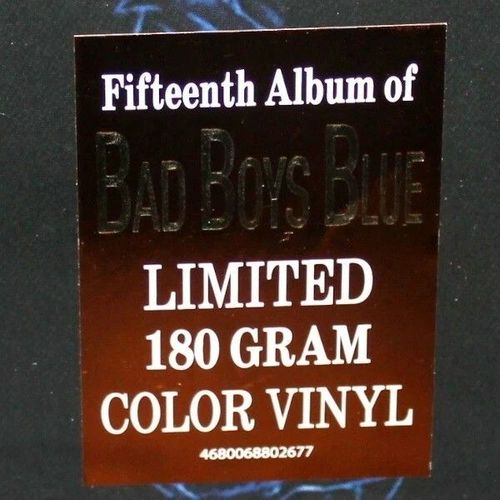 Fifteenth Album of
BAD BOYS BLUE
LIMITED
180 GRAM
COLOR VINYL
4680068802677